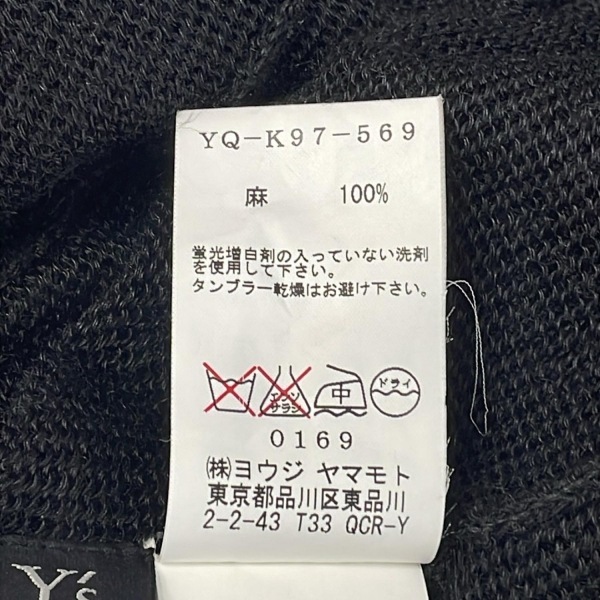 YQ-K97-569
麻 100%
蛍光増白剤の入っていない洗剤
を使用して下さい。
タンブラー乾燥はお避け下さい。
エンソ サラシ 中 ドライ
0169
(株)ヨウジ ヤマモト
東京都品川区東品川
2-2-43 T33 QCR-Y
Y's